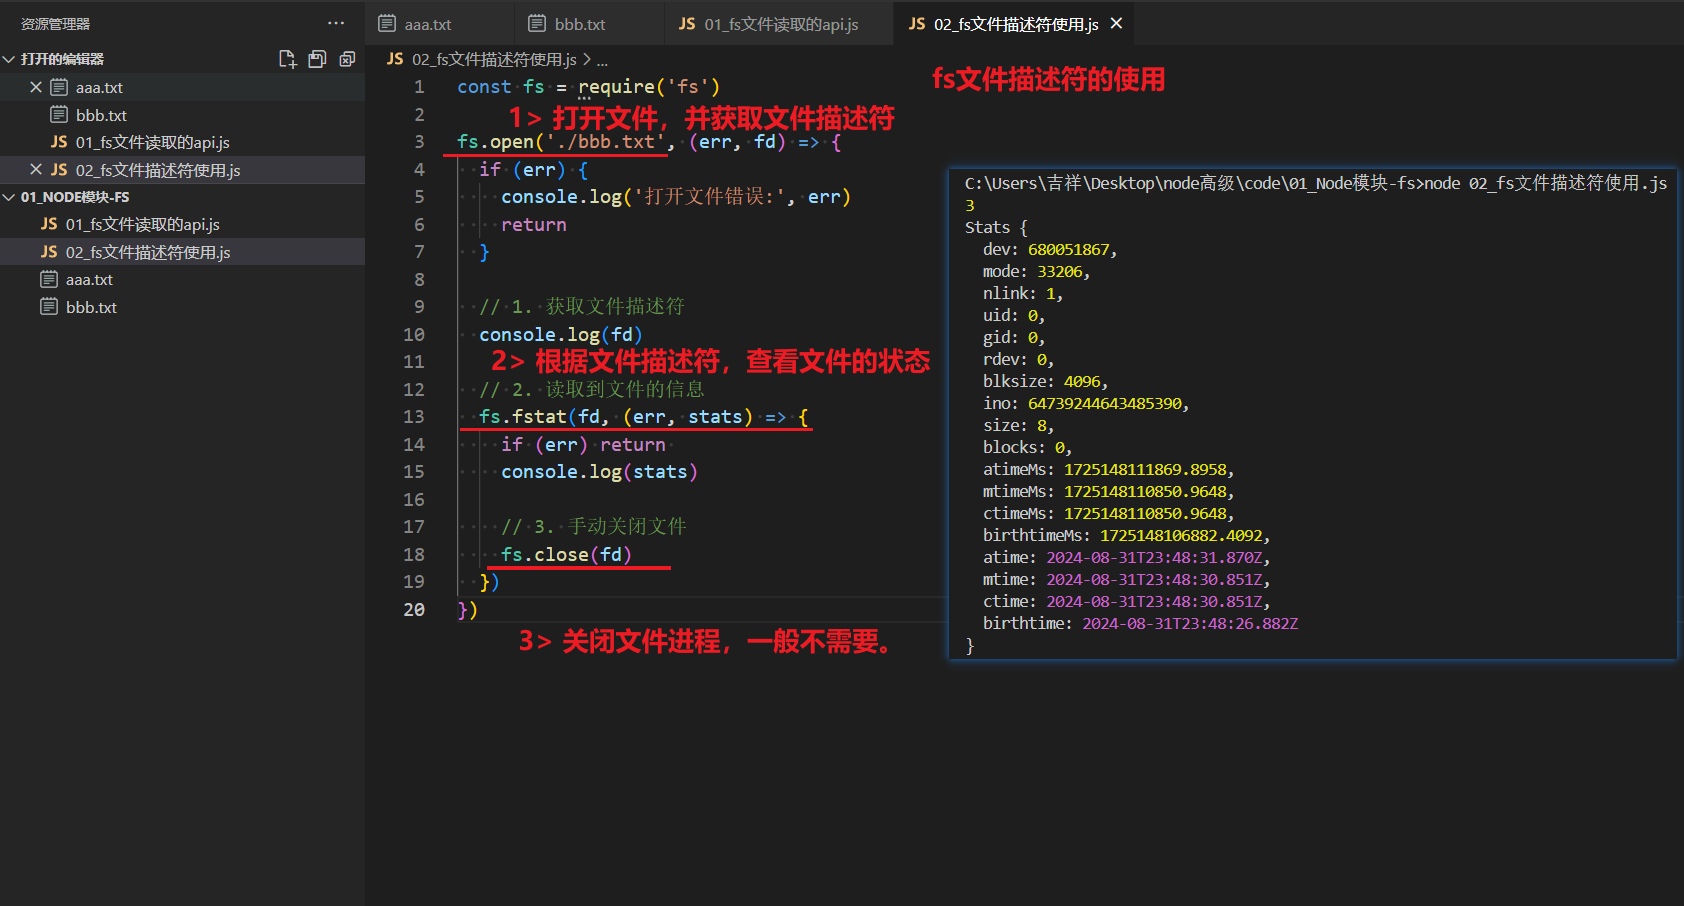 资源管理器
打开的编辑器
aaa.txt
bbb.txt
JS 01_fs文件读取的api.js
JS 02_fs文件描述符使用.js
01_NODE模块-FS
JS 01_fs文件读取的api.js
JS 02_fs文件描述符使用.js
aaa.txt
bbb.txt
aaa.txt
bbb.txt
JS 01_fs文件读取的api.js
JS 02_fs文件描述符使用.js
JS 02_fs文件描述符使用.js > ...
fs文件描述符的使用
1 const fs = require('fs')
2
1> 打开文件，并获取文件描述符
3 fs.open('./bbb.txt', (err, fd) => {
4 if (err) {
5 console.log('打开文件错误:', err)
6 return
7 }
8
9 // 1. 获取文件描述符
10 console.log(fd)
11
2> 根据文件描述符，查看文件的状态
12 // 2. 读取到文件的信息
13 fs.fstat(fd, (err, stats) => {
14 if (err) return
15 console.log(stats)
16
17 // 3. 手动关闭文件
18 fs.close(fd)
19 })
20 })
3> 关闭文件进程，一般不需要。
C:\Users\吉祥\Desktop\node高级\code\01_Node模块-fs>node 02_fs文件描述符使用.js
3
Stats {
dev: 680051867,
mode: 33206,
nlink: 1,
uid: 0,
gid: 0,
rdev: 0,
blksize: 4096,
ino: 64739244643485390,
size: 8,
blocks: 0,
atimeMs: 1725148111869.8958,
mtimeMs: 1725148110850.9648,
ctimeMs: 1725148110850.9648,
birthtimeMs: 1725148106882.4092,
atime: 2024-08-31T23:48:31.870Z,
mtime: 2024-08-31T23:48:30.851Z,
ctime: 2024-08-31T23:48:30.851Z,
birthtime: 2024-08-31T23:48:26.882Z
}